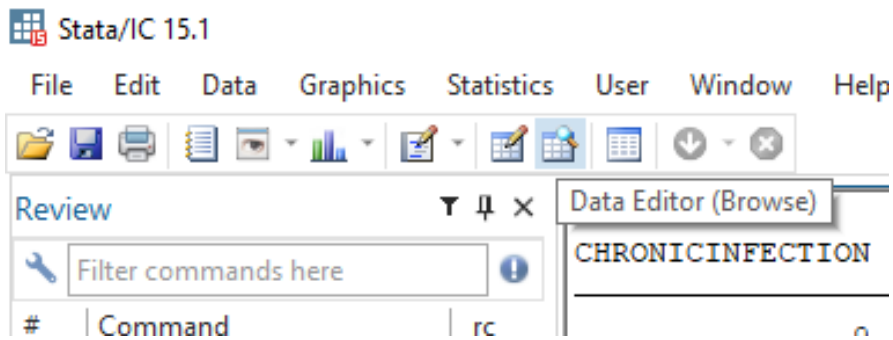 Stata/IC 15.1
File Edit Data Graphics Statistics User Window Help
Review
Data Editor (Browse)
Filter commands here
CHRONICINFECTION
# Command rc